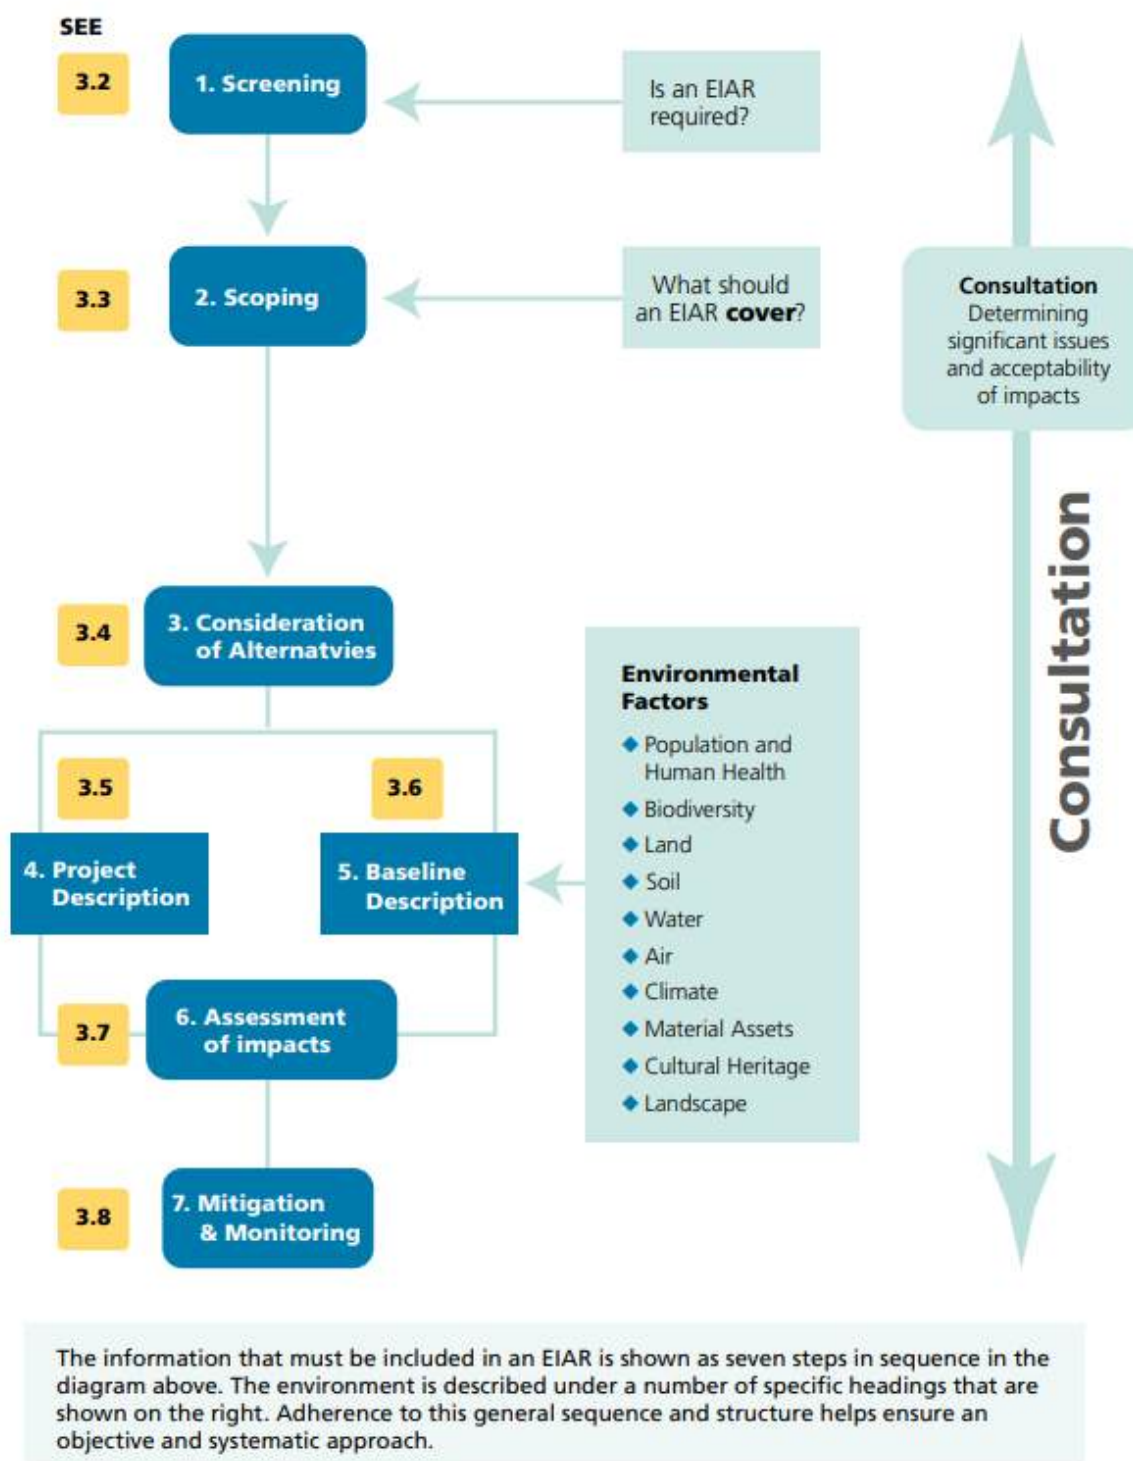 SEE
3.2
1. Screening
Is an EIAR
required?
3.3
2. Scoping
What should
an EIAR cover?
Consultation
Determining
significant issues
and acceptability
of impacts
Consultation
3.4
3. Consideration
of Alternatvies
3.5
3.6
4. Project
Description
5. Baseline
Description
Environmental
Factors
◆ Population and
Human Health
◆ Biodiversity
◆ Land
◆ Soil
◆ Water
◆ Air
◆ Climate
◆ Material Assets
◆ Cultural Heritage
◆ Landscape
3.7
6. Assessment
of impacts
3.8
7. Mitigation
& Monitoring
The information that must be included in an EIAR is shown as seven steps in sequence in the
diagram above. The environment is described under a number of specific headings that are
shown on the right. Adherence to this general sequence and structure helps ensure an
objective and systematic approach.